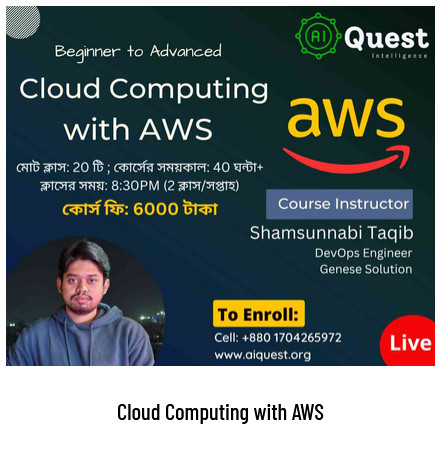 AI Quest
Intelligence
Beginner to Advanced
Cloud Computing
with AWS
aws
মোট ক্লাস: 20 টি ; কোর্সের সময়কাল: 40 ঘন্টা+
ক্লাসের সময়: 8:30PM (2 ক্লাস/সপ্তাহ)
কোর্স ফি: 6000 টাকা
Course Instructor
Shamsunnabi Taqib
DevOps Engineer
Genese Solution
To Enroll:
Cell: +880 1704265972
www.aiquest.org
Live
Cloud Computing with AWS